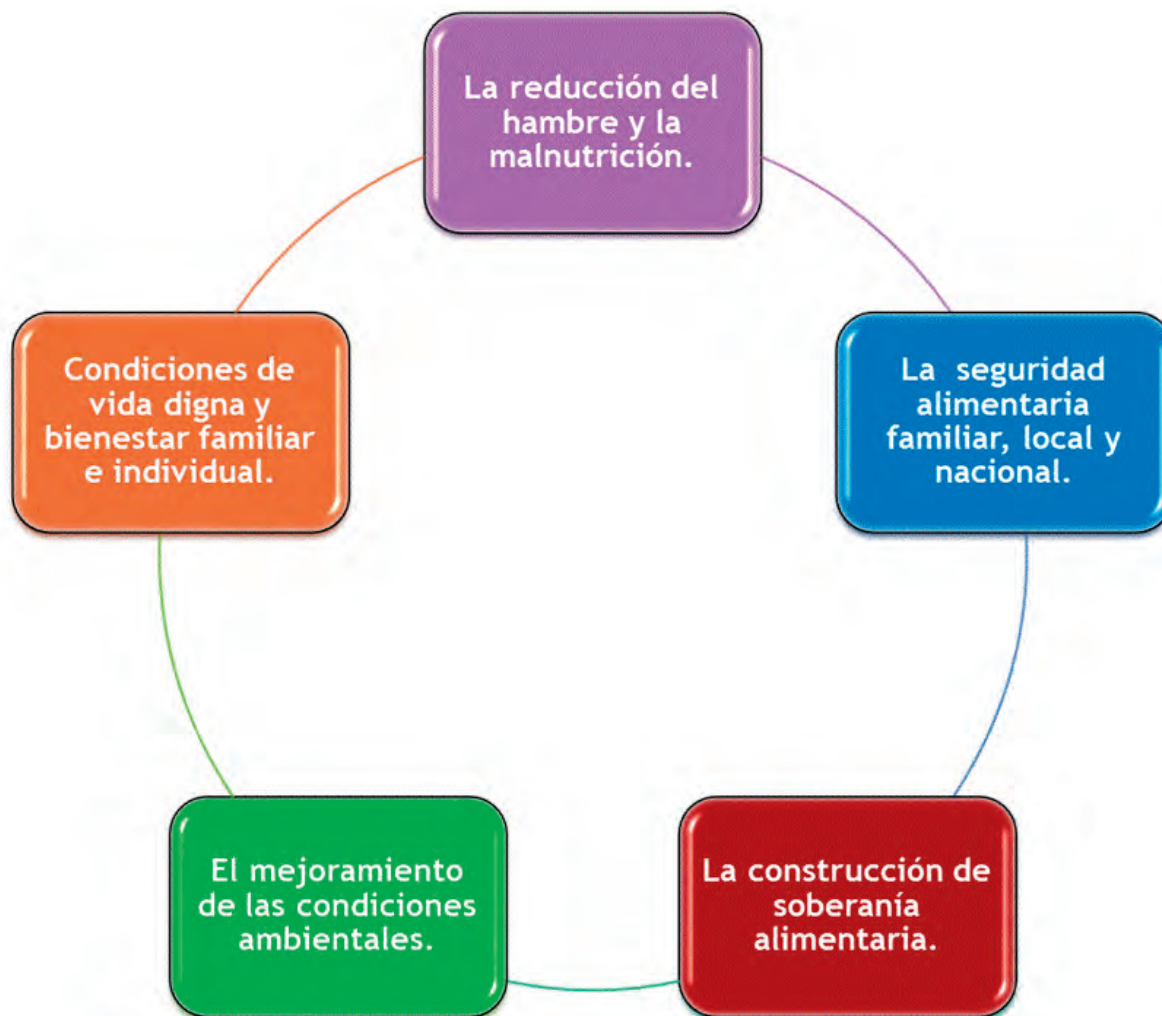 La reducción del
hambre y la
malnutrición.
La seguridad
alimentaria
familiar, local y
nacional.
La construcción de
soberanía
alimentaria.
El mejoramiento
de las condiciones
ambientales.
Condiciones de
vida digna y
bienestar familiar
e individual.